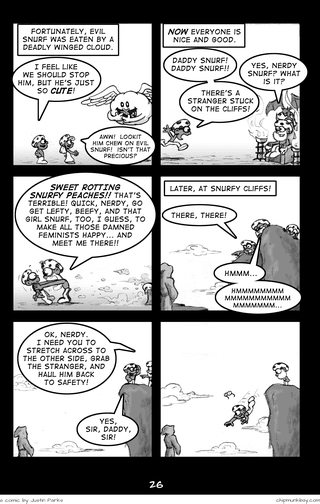 FORTUNATELY, EVIL
SNURF WAS EATEN BY A
DEADLY WINGED CLOUD.
I FEEL LIKE
WE SHOULD STOP
HIM, BUT HE'S JUST
SO CUTE!
AWW! LOOKIT
HIM CHEW ON EVIL
SNURF! ISN'T THAT
PRECIOUS?
NOW EVERYONE IS
NICE AND GOOD.
DADDY SNURF!
DADDY SNURF!!
YES, NERDY
SNURF? WHAT
IS IT?
THERE'S A
STRANGER STUCK
ON THE CLIFFS!
SWEET ROTTING
SNURFY PEACHES!! THAT'S
TERRIBLE! QUICK, NERDY, GO
GET LEFTY, BEEFY, AND THAT
GIRL SNURF, TOO, I GUESS, TO
MAKE ALL THOSE DAMNED
FEMINISTS HAPPY... AND
MEET ME THERE!!
LATER, AT SNURFY CLIFFS!
THERE, THERE!
HMMM...
HMMMMMMMM
MMMMMMMMMMM
MMMMMMM...
OK, NERDY.
I NEED YOU TO
STRETCH ACROSS TO
THE OTHER SIDE, GRAB
THE STRANGER, AND
HAUL HIM BACK
TO SAFETY!
YES,
SIR, DADDY,
SIR!
26
a comic by Justin Parks
chipmunkboy.com